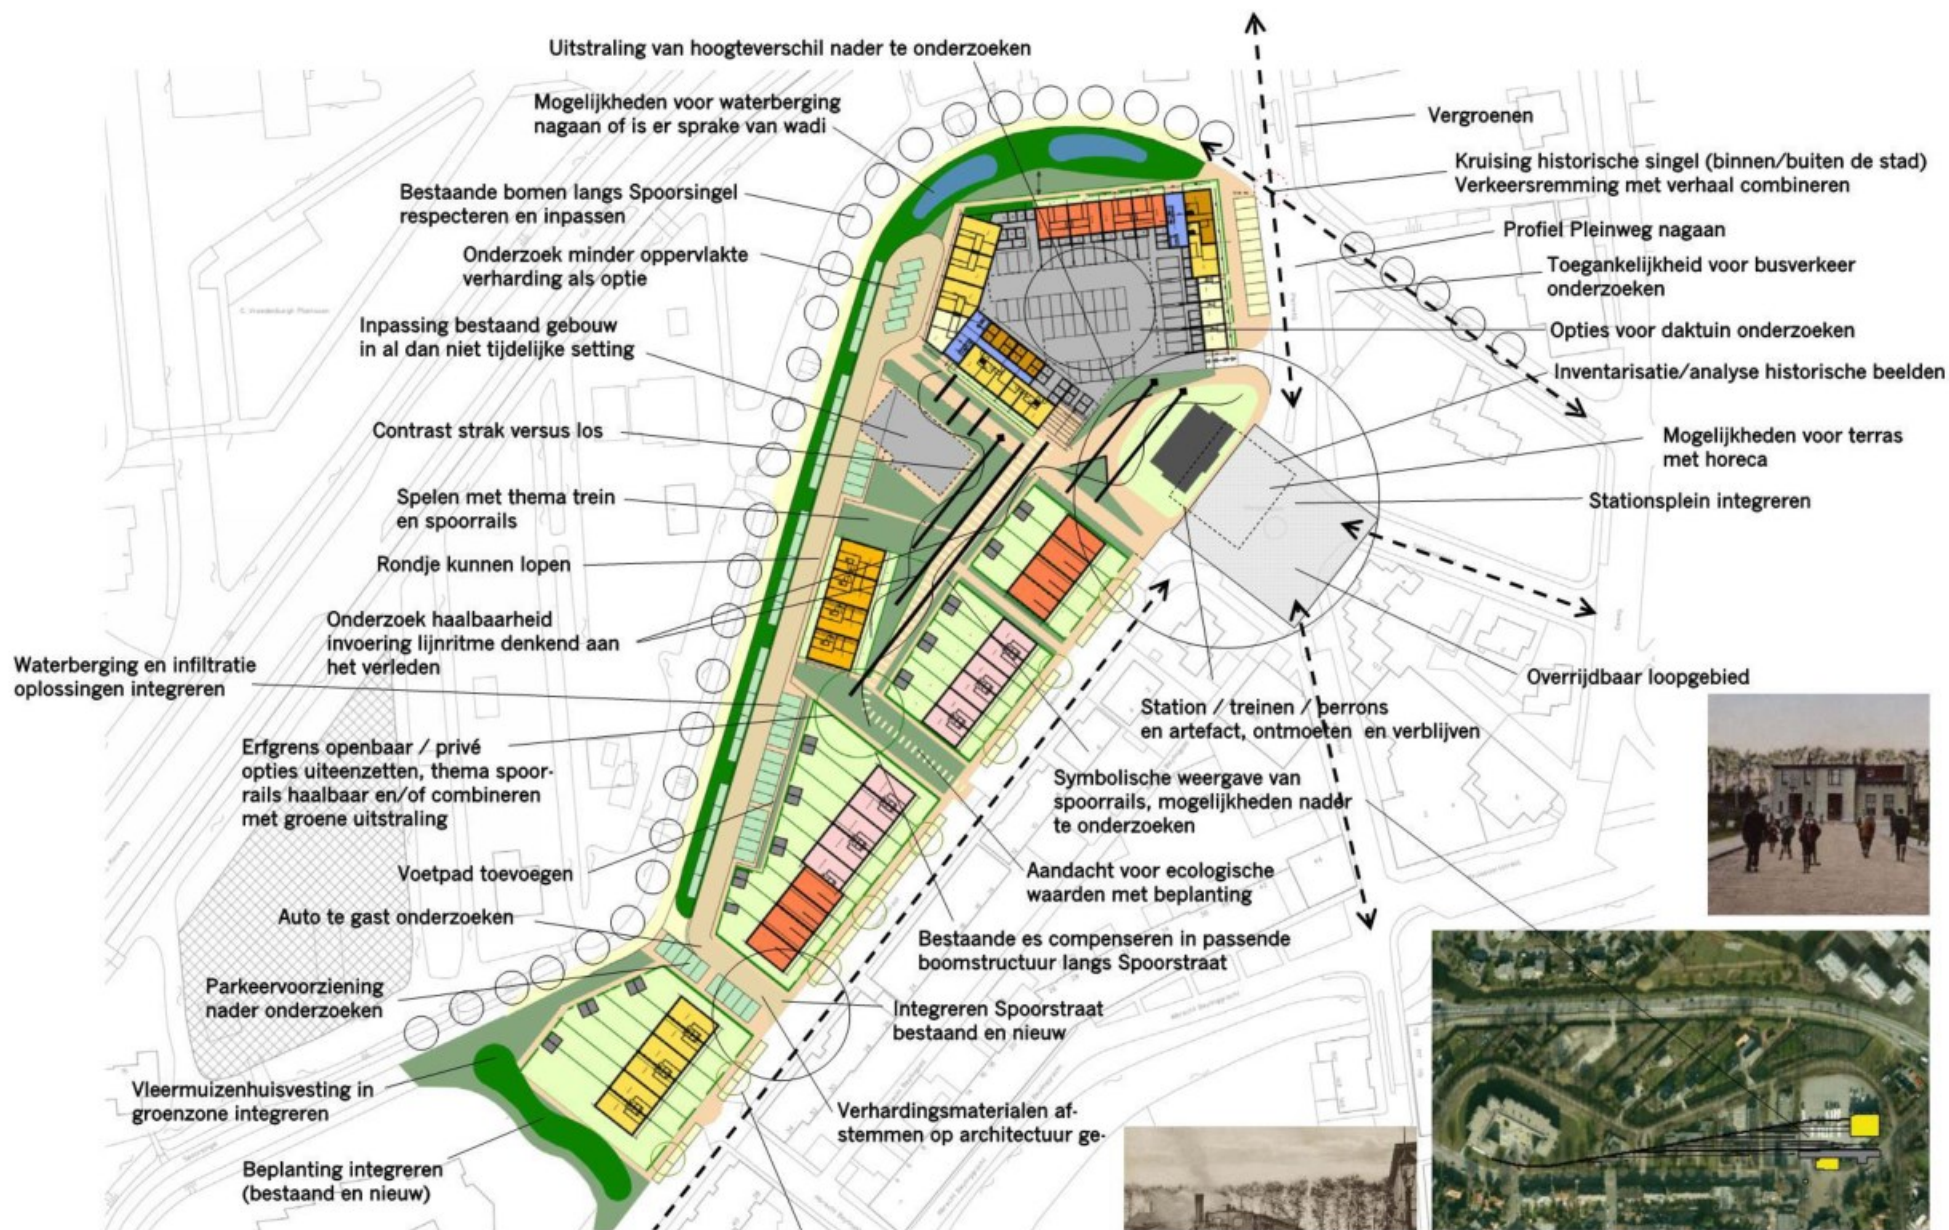 Uitstraling van hoogteverschil nader te onderzoeken
Mogelijkheden voor waterberging
nagaan of is er sprake van wadi
Bestaande bomen langs Spoorsingel
respecteren en inpassen
Onderzoek minder oppervlakte
verharding als optie
Inpassing bestaand gebouw
in al dan niet tijdelijke setting
Contrast strak versus los
Spelen met thema trein
en spoorrails
Rondje kunnen lopen
Onderzoek haalbaarheid
invoering lijnritme denkend aan
het verleden
Waterberging en infiltratie
oplossingen integreren
Erfgrens openbaar / privé
opties uiteenzetten, thema spoor-
rails haalbaar en/of combineren
met groene uitstraling
Voetpad toevoegen
Auto te gast onderzoeken
Parkeervoorziening
nader onderzoeken
Vleermuizenhuisvesting in
groenzone integreren
Beplanting integreren
(bestaand en nieuw)
Vergroenen
Kruising historische singel (binnen/buiten de stad)
Verkeersremming met verhaal combineren
Profiel Pleinweg nagaan
Toegankelijkheid voor busverkeer
onderzoeken
Opties voor daktuin onderzoeken
Inventarisatie/analyse historische beelden
Mogelijkheden voor terras
met horeca
Stationsplein integreren
Overrijdbaar loopgebied
Station / treinen / perrons
en artefact, ontmoeten en verblijven
Symbolische weergave van
spoorrails, mogelijkheden nader
te onderzoeken
Aandacht voor ecologische
waarden met beplanting
Bestaande es compenseren in passende
boomstructuur langs Spoorstraat
Integreren Spoorstraat
bestaand en nieuw
Verhardingsmaterialen af-
stemmen op architectuur ge-